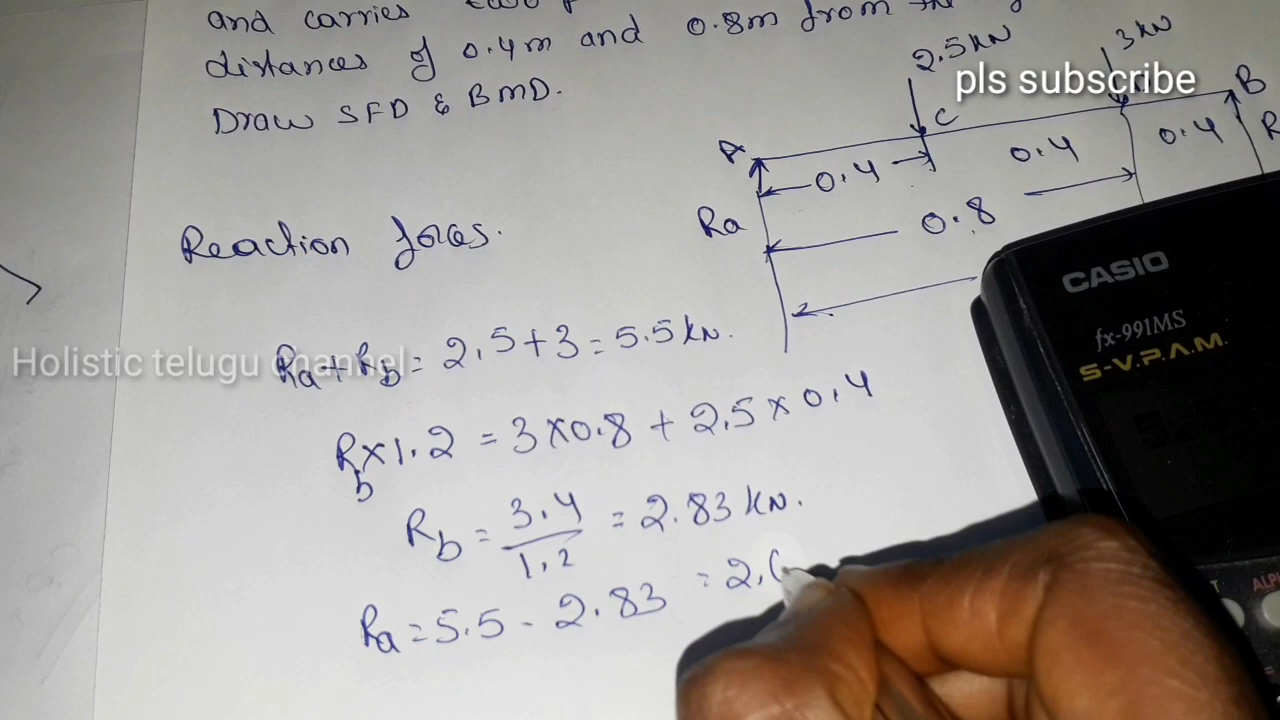 and carries
distances of 0.4m and 0.8m from
Draw SFD & BMD.
2.5kN
3kN
pls subscribe
A
C
B
0.4
0.4
0.4
Ra
0.8
Reaction forces.
CASIO
fx-991MS
S-V.P.A.M.
Holistic telugu channel
Ra+Rb = 2.5+3 = 5.5 kN.
Rb×1.2 = 3×0.8 + 2.5×0.4
Rb = 3.4/1.2 = 2.83 kN.
Ra = 5.5 - 2.83 = 2.6